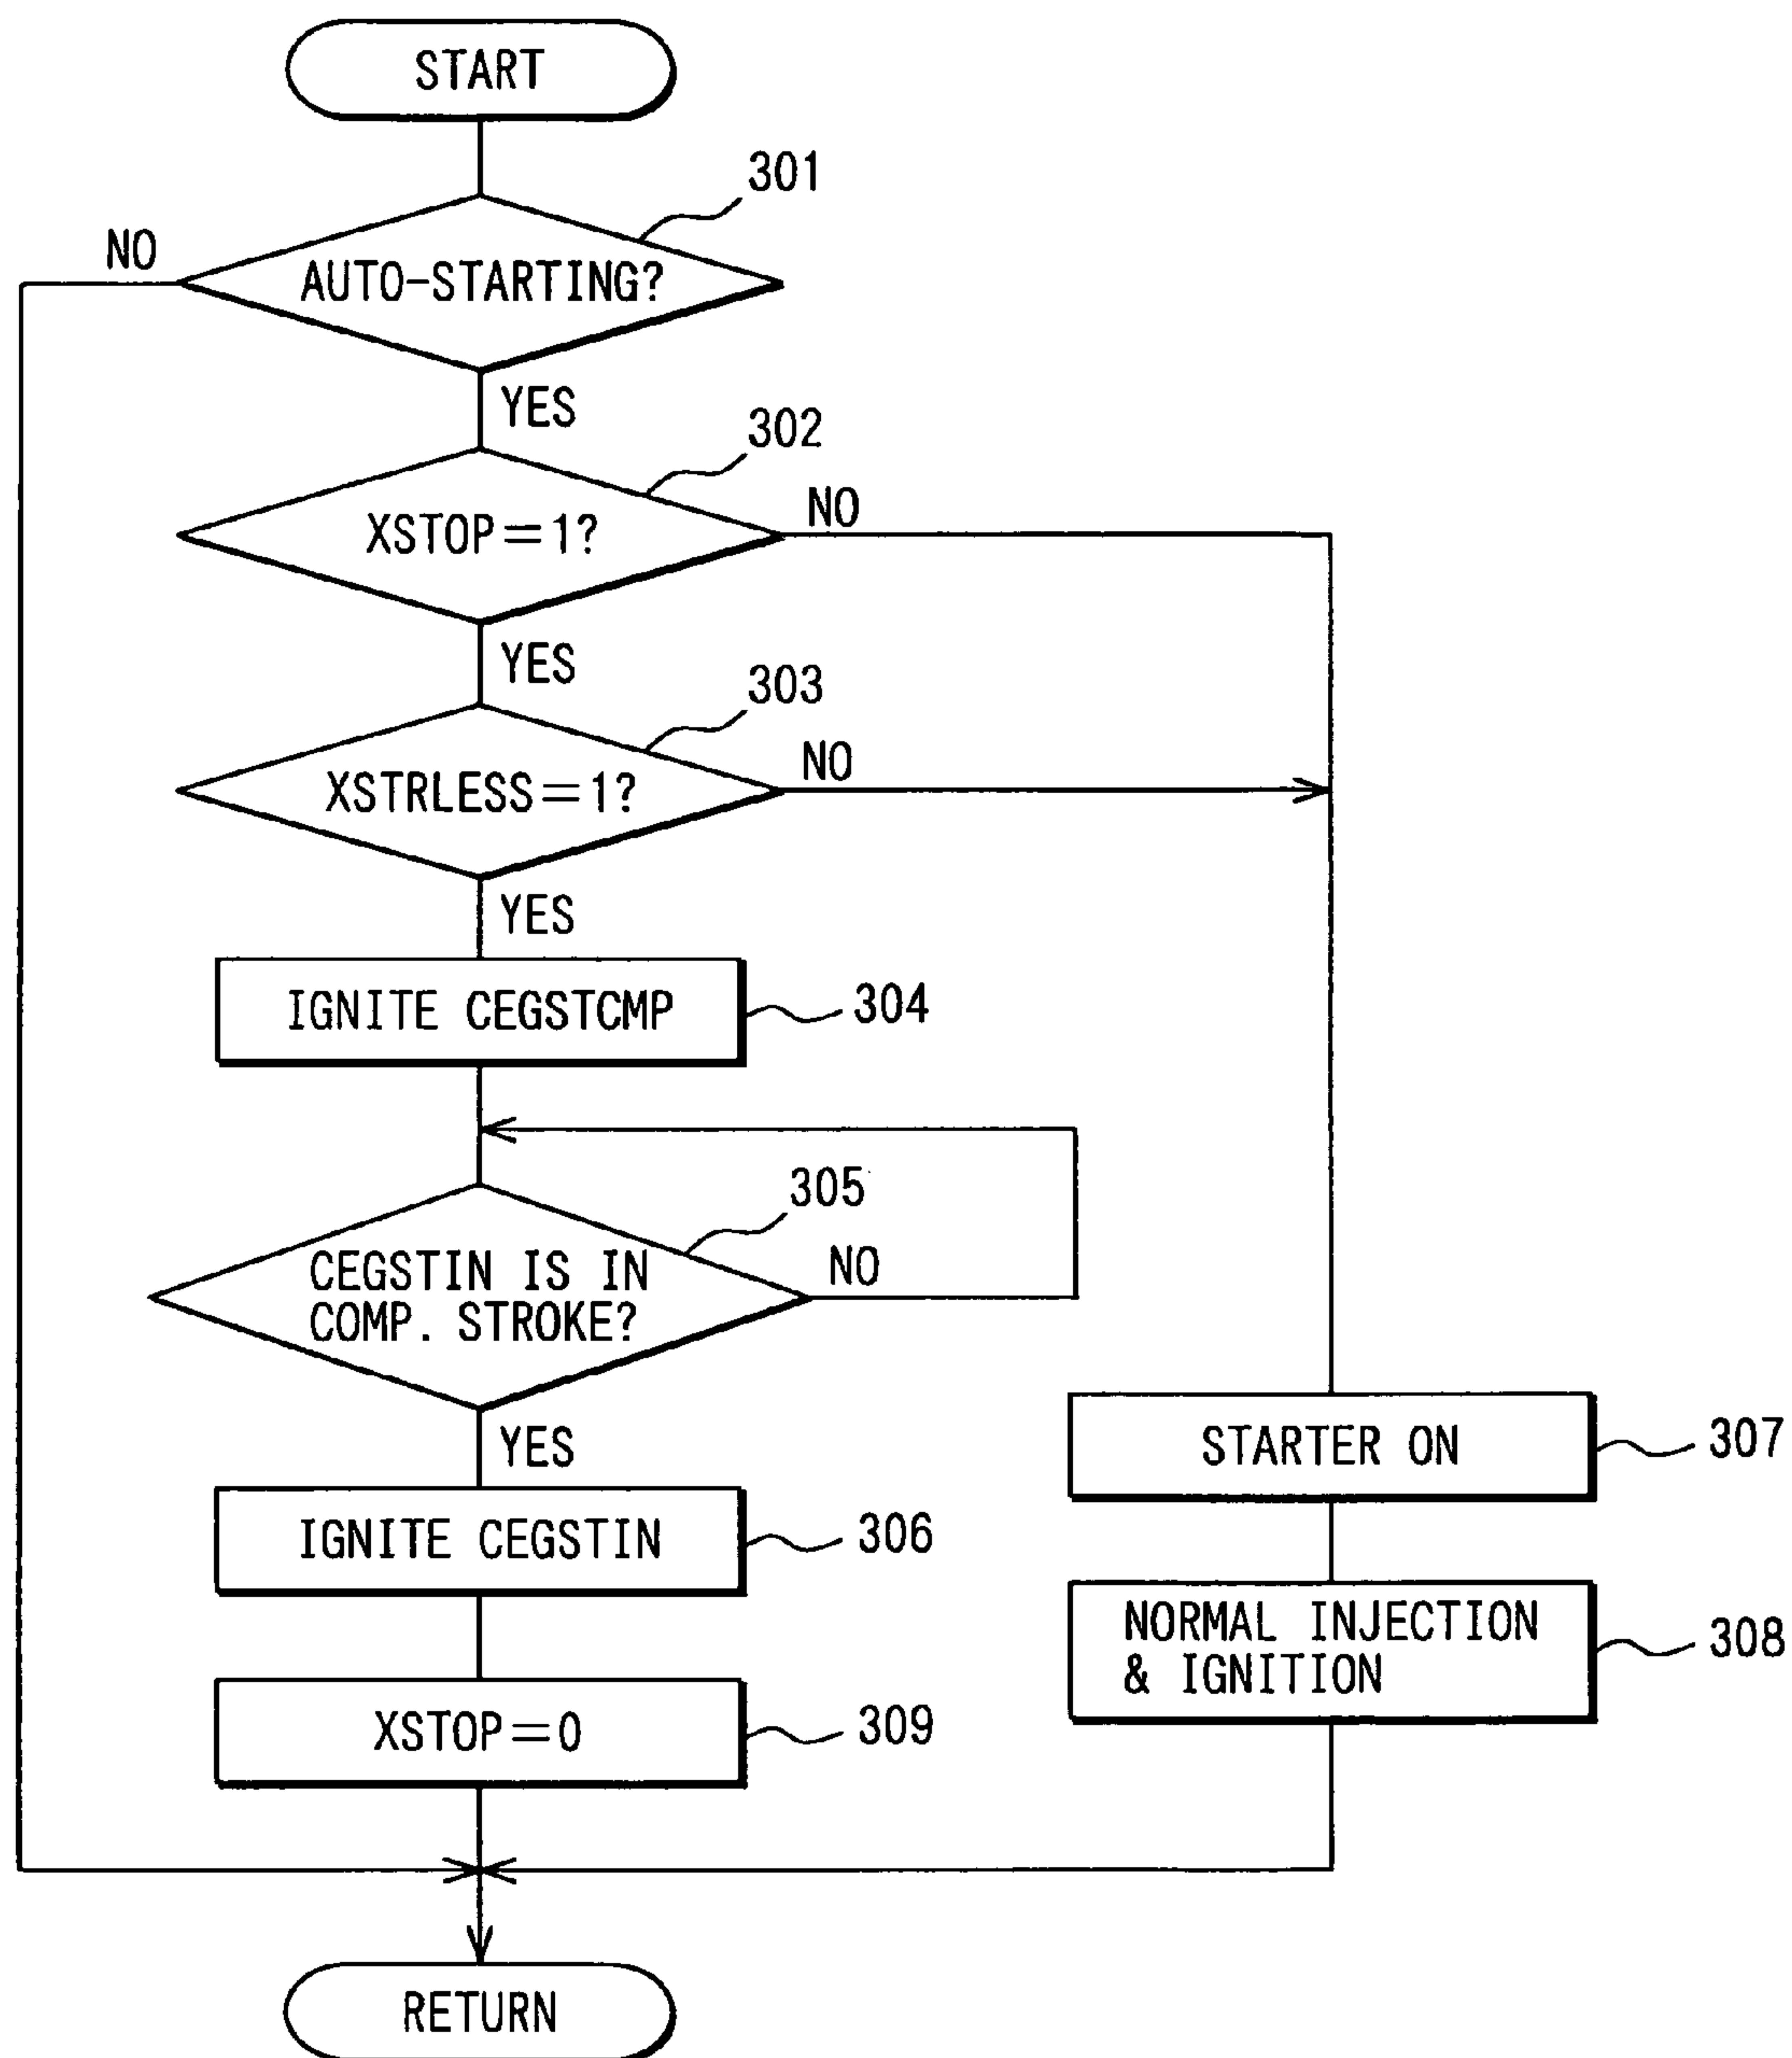 START
301
NO
AUTO-STARTING?
YES
302
XSTOP=1?
NO
YES
303
XSTRLESS=1?
NO
YES
IGNITE CEGSTCMP
304
305
CEGSTIN IS IN
COMP. STROKE?
NO
YES
STARTER ON
307
IGNITE CEGSTIN
306
NORMAL INJECTION
& IGNITION
308
XSTOP=0
309
RETURN